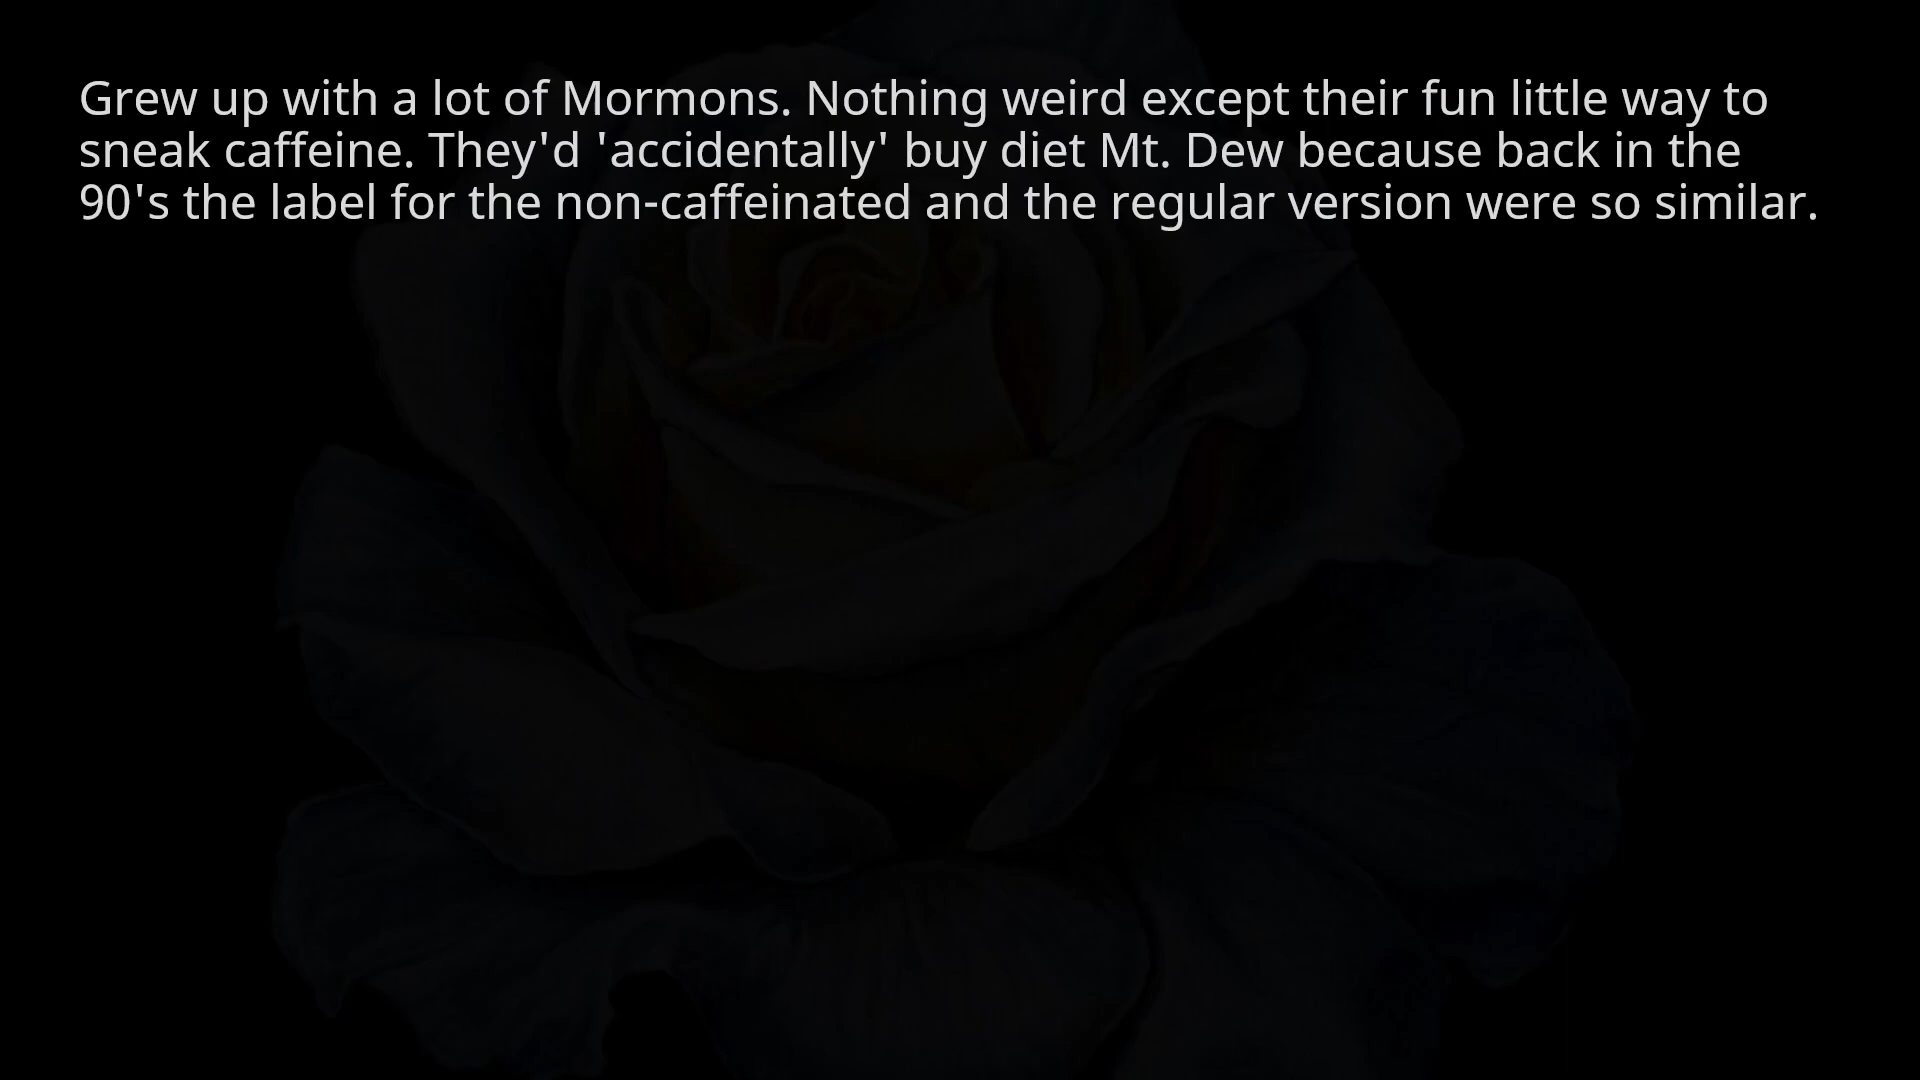 Grew up with a lot of Mormons. Nothing weird except their fun little way to
sneak caffeine. They'd 'accidentally' buy diet Mt. Dew because back in the
90's the label for the non-caffeinated and the regular version were so similar.